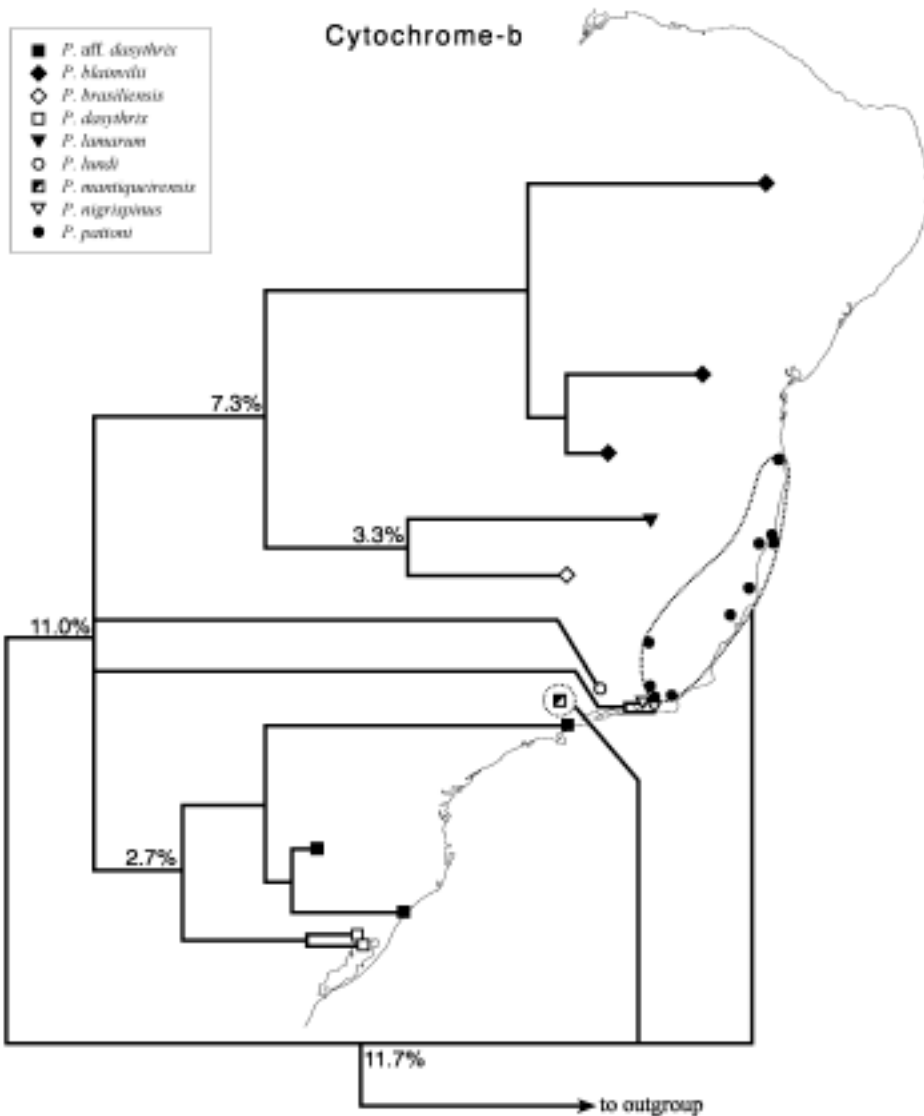 Cytochrome-b
P. aff. dasythrix
P. blainvilii
P. brasiliensis
P. dasythrix
P. lamarum
P. lundi
P. mantiqueirensis
P. nigrispinus
P. pattoni
7.3%
3.3%
11.0%
2.7%
11.7%
to outgroup